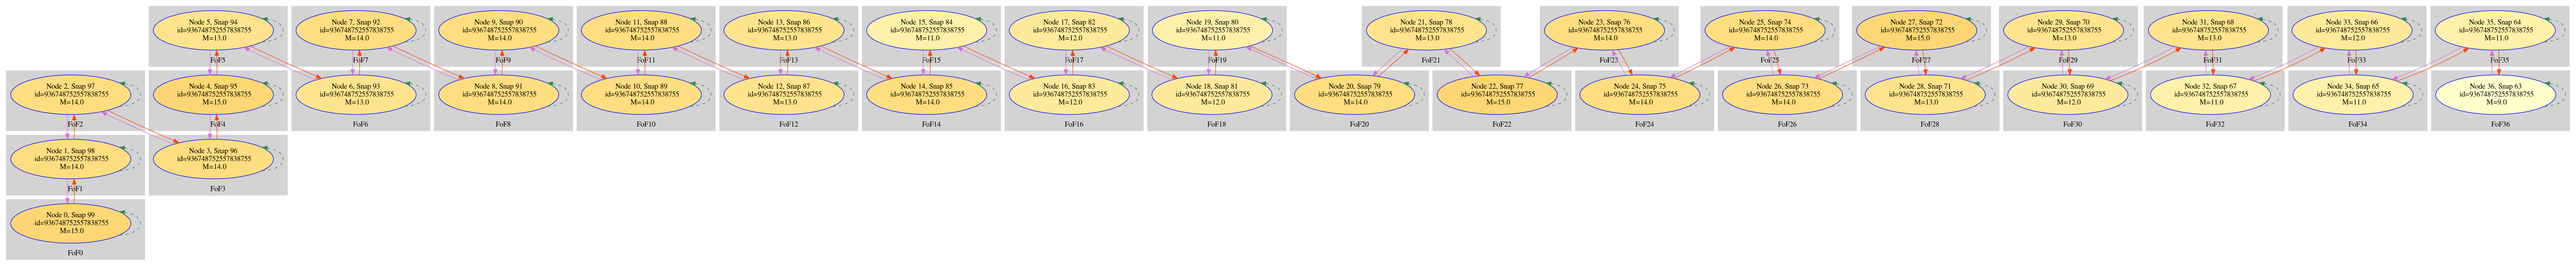 Node 5, Snap 94
id=936748752557838755
M=13.0
FoF5
Node 7, Snap 92
id=936748752557838755
M=14.0
FoF7
Node 9, Snap 90
id=936748752557838755
M=14.0
FoF9
Node 11, Snap 88
id=936748752557838755
M=14.0
FoF11
Node 13, Snap 86
id=936748752557838755
M=13.0
FoF13
Node 15, Snap 84
id=936748752557838755
M=11.0
FoF15
Node 17, Snap 82
id=936748752557838755
M=12.0
FoF17
Node 19, Snap 80
id=936748752557838755
M=11.0
FoF19
Node 21, Snap 78
id=936748752557838755
M=13.0
FoF21
Node 23, Snap 76
id=936748752557838755
M=14.0
FoF23
Node 25, Snap 74
id=936748752557838755
M=14.0
FoF25
Node 27, Snap 72
id=936748752557838755
M=15.0
FoF27
Node 29, Snap 70
id=936748752557838755
M=13.0
FoF29
Node 31, Snap 68
id=936748752557838755
M=13.0
FoF31
Node 33, Snap 66
id=936748752557838755
M=12.0
FoF33
Node 35, Snap 64
id=936748752557838755
M=11.0
FoF35
Node 2, Snap 97
id=936748752557838755
M=14.0
FoF2
Node 4, Snap 95
id=936748752557838755
M=15.0
FoF4
Node 6, Snap 93
id=936748752557838755
M=13.0
FoF6
Node 8, Snap 91
id=936748752557838755
M=14.0
FoF8
Node 10, Snap 89
id=936748752557838755
M=14.0
FoF10
Node 12, Snap 87
id=936748752557838755
M=13.0
FoF12
Node 14, Snap 85
id=936748752557838755
M=14.0
FoF14
Node 16, Snap 83
id=936748752557838755
M=12.0
FoF16
Node 18, Snap 81
id=936748752557838755
M=12.0
FoF18
Node 20, Snap 79
id=936748752557838755
M=14.0
FoF20
Node 22, Snap 77
id=936748752557838755
M=15.0
FoF22
Node 24, Snap 75
id=936748752557838755
M=14.0
FoF24
Node 26, Snap 73
id=936748752557838755
M=14.0
FoF26
Node 28, Snap 71
id=936748752557838755
M=13.0
FoF28
Node 30, Snap 69
id=936748752557838755
M=12.0
FoF30
Node 32, Snap 67
id=936748752557838755
M=11.0
FoF32
Node 34, Snap 65
id=936748752557838755
M=11.0
FoF34
Node 36, Snap 63
id=936748752557838755
M=9.0
FoF36
Node 1, Snap 98
id=936748752557838755
M=14.0
FoF1
Node 3, Snap 96
id=936748752557838755
M=14.0
FoF3
Node 0, Snap 99
id=936748752557838755
M=15.0
FoF0